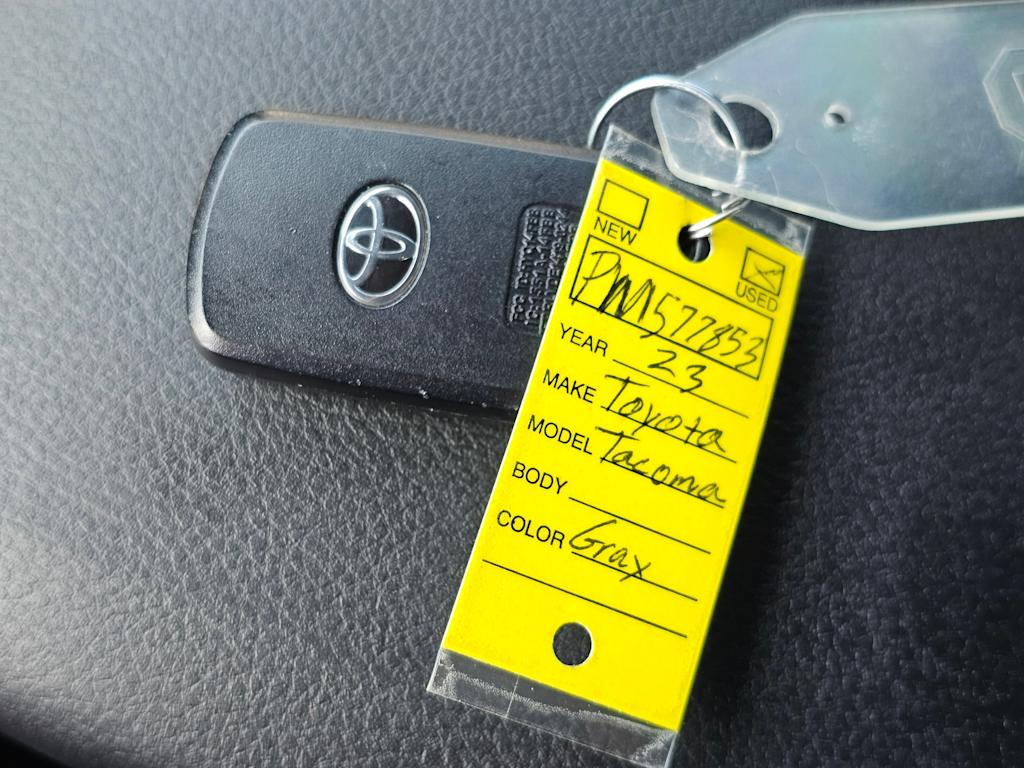 NEW
USED
PM577853
YEAR 23
MAKE Toyota
MODEL Tacoma
BODY
COLOR Gray